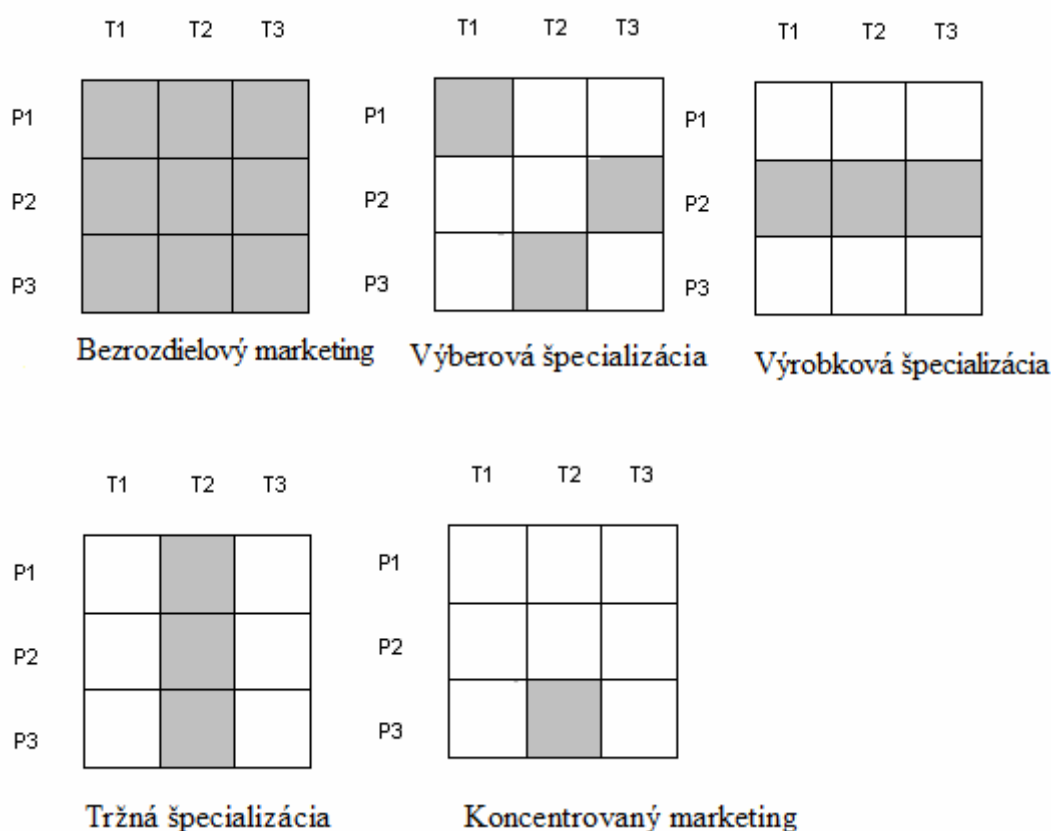 T1 T2 T3
P1
P2
P3
Bezrozdielový marketing
T1 T2 T3
P1
P2
P3
Výberová špecializácia
T1 T2 T3
P1
P2
P3
Výrobková špecializácia
T1 T2 T3
P1
P2
P3
Tržná špecializácia
T1 T2 T3
P1
P2
P3
Koncentrovaný marketing